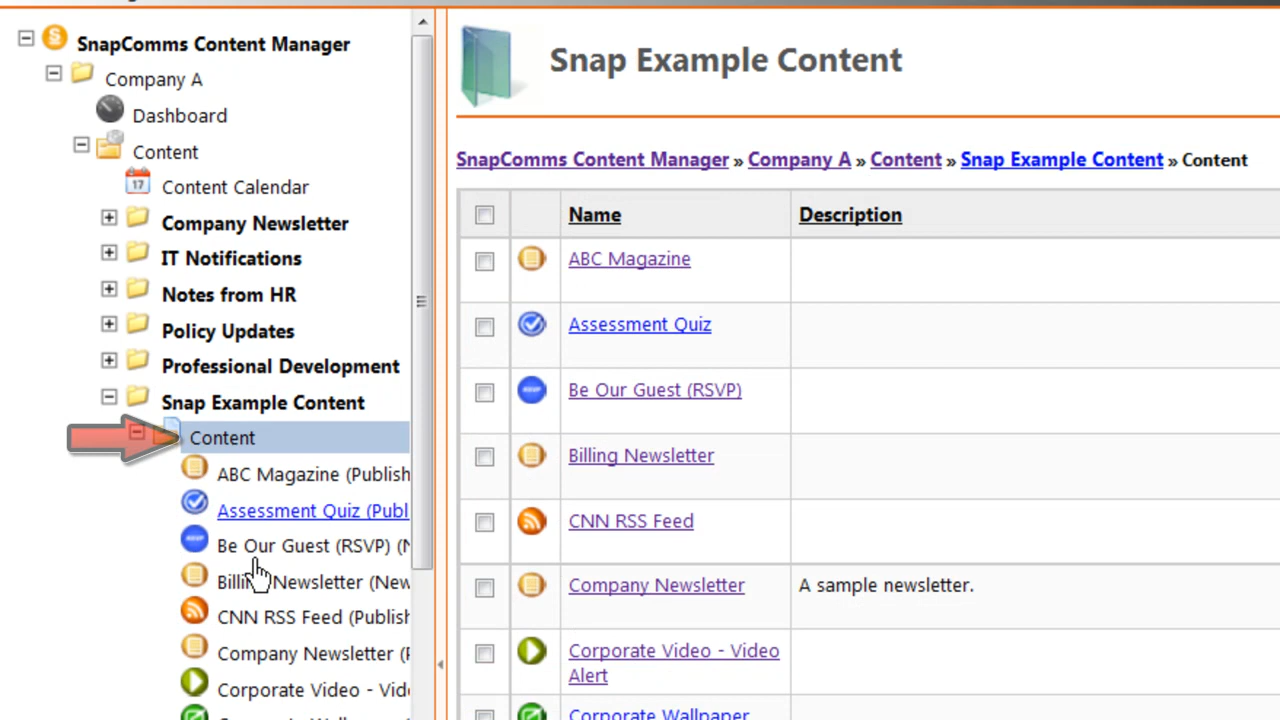 SnapComms Content Manager
Company A
Dashboard
Content
17
Content Calendar
Company Newsletter
IT Notifications
Notes from HR
Policy Updates
Professional Development
Snap Example Content
Content
ABC Magazine (Publish
Assessment Quiz (Publ
Be Our Guest (RSVP) (N
Billing Newsletter (New
CNN RSS Feed (Publish
Company Newsletter (P
Corporate Video - Vide
Snap Example Content
SnapComms Content Manager » Company A » Content » Snap Example Content » Content
Name Description
ABC Magazine
Assessment Quiz
Be Our Guest (RSVP)
Billing Newsletter
CNN RSS Feed
Company Newsletter A sample newsletter.
Corporate Video - Video
Alert
Corporate Wallpaper